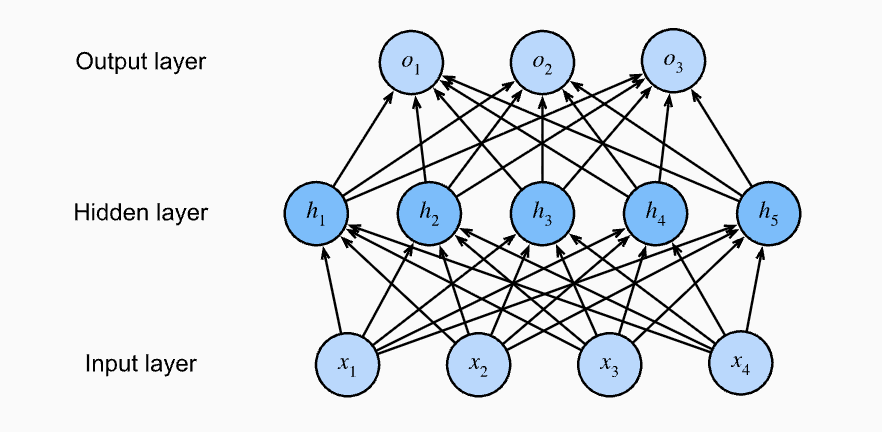 Output layer o₁ o₂ o₃
Hidden layer h₁ h₂ h₃ h₄ h₅
Input layer x₁ x₂ x₃ x₄